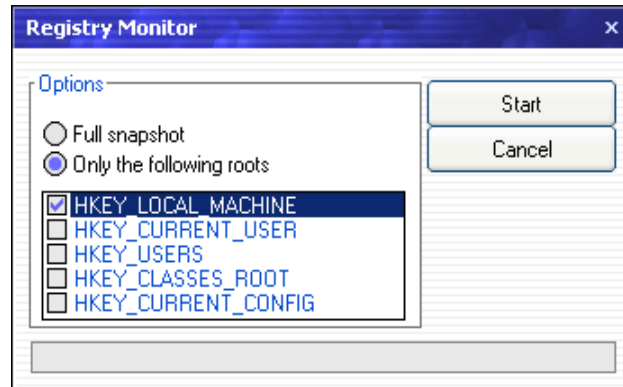 Registry Monitor
Options
Full snapshot
Only the following roots
HKEY_LOCAL_MACHINE
HKEY_CURRENT_USER
HKEY_USERS
HKEY_CLASSES_ROOT
HKEY_CURRENT_CONFIG
Start
Cancel